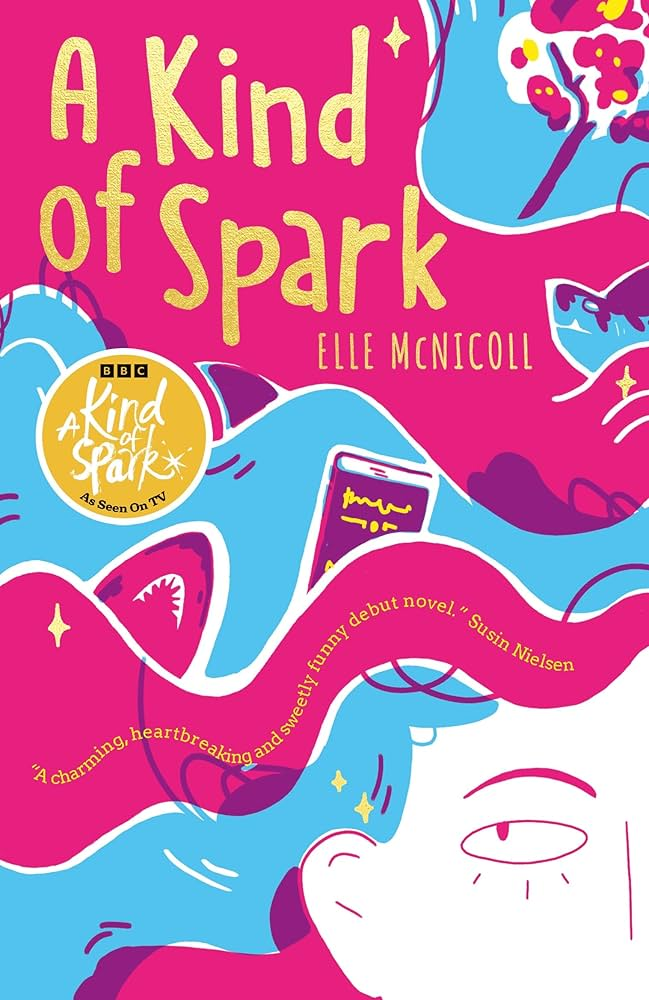 A Kind
of Spark
ELLE McNICOLL
BBC
A Kind
of
Spark
As Seen On TV
"A charming, heartbreaking and sweetly funny debut novel." Susin Nielsen